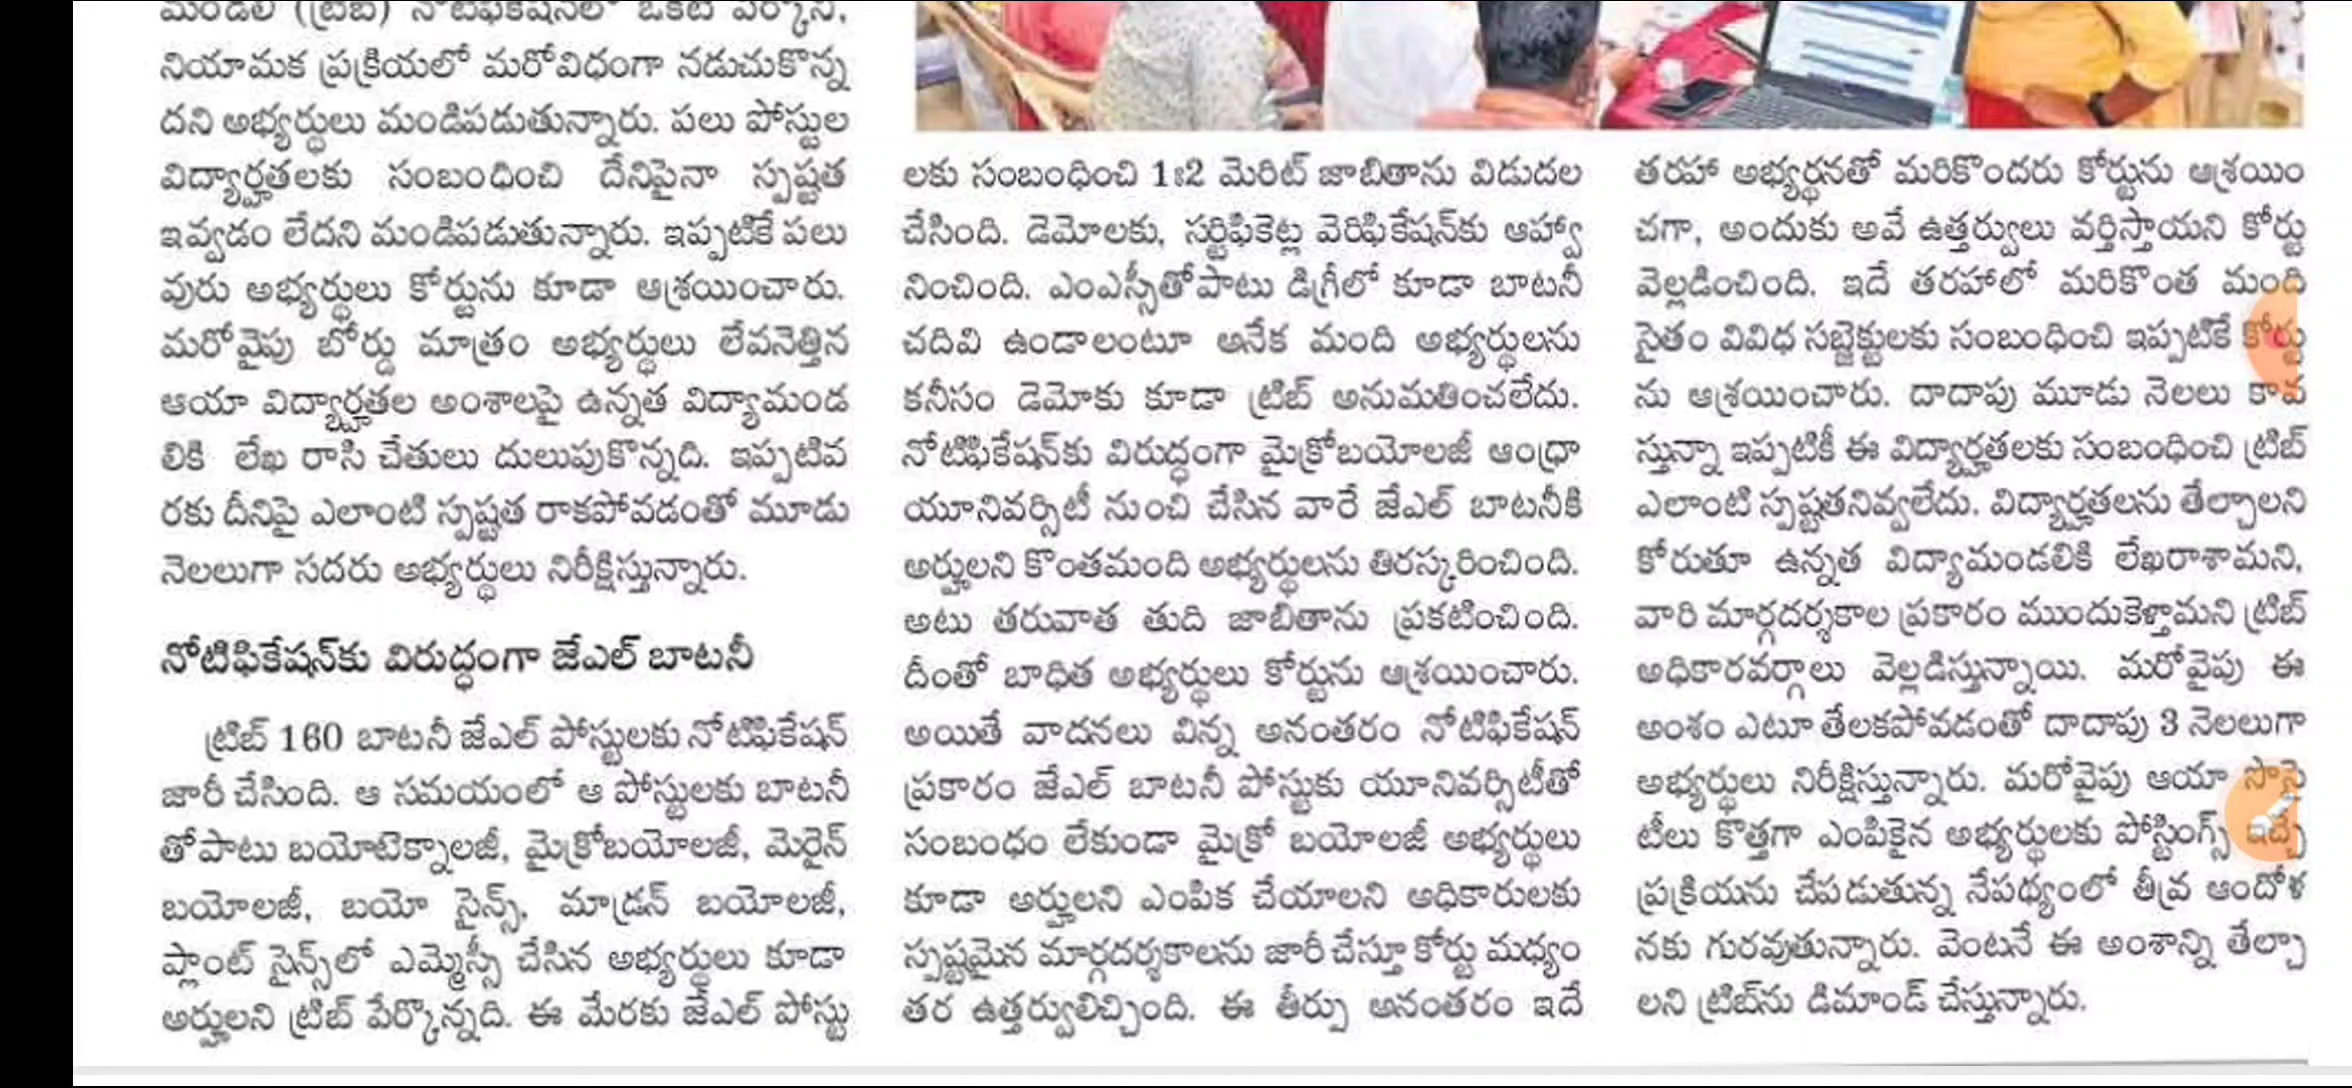 మండలి (ట్రిబ్) నోటిఫికేషన్‌లో ఒకటి పేర్కొని,
నియామక ప్రక్రియలో మరోవిధంగా నడుచుకొన్న
దని అభ్యర్థులు మండిపడుతున్నారు. పలు పోస్టుల
విద్యార్హతలకు సంబంధించి దేనిపైనా స్పష్టత
ఇవ్వడం లేదని మండిపడుతున్నారు. ఇప్పటికే పలు
వురు అభ్యర్థులు కోర్టును కూడా ఆశ్రయించారు.
మరోవైపు బోర్డు మాత్రం అభ్యర్థులు లేవనెత్తిన
ఆయా విద్యార్హతల అంశాలపై ఉన్నత విద్యామండ
లికి లేఖ రాసి చేతులు దులుపుకొన్నది. ఇప్పటివ
రకు దీనిపై ఎలాంటి స్పష్టత రాకపోవడంతో మూడు
నెలలుగా సదరు అభ్యర్థులు నిరీక్షిస్తున్నారు.
నోటిఫికేషన్‌కు విరుద్ధంగా జేఎల్ బాటనీ
ట్రిబ్ 160 బాటనీ జేఎల్ పోస్టులకు నోటిఫికేషన్
జారీ చేసింది. ఆ సమయంలో ఆ పోస్టులకు బాటనీ
తోపాటు బయోటెక్నాలజీ, మైక్రోబయోలజీ, మెరైన్
బయోలజీ, బయో సైన్స్, మాడ్రన్ బయోలజీ,
ప్లాంట్ సైన్స్‌లో ఎమ్మెస్సీ చేసిన అభ్యర్థులు కూడా
అర్హులని ట్రిబ్ పేర్కొన్నది. ఈ మేరకు జేఎల్ పోస్టు
లకు సంబంధించి 1:2 మెరిట్ జాబితాను విడుదల
చేసింది. డెమోలకు, సర్టిఫికెట్ల వెరిఫికేషన్‌కు ఆహ్వా
నించింది. ఎంఎస్సీతోపాటు డిగ్రీలో కూడా బాటనీ
చదివి ఉండాలంటూ అనేక మంది అభ్యర్థులను
కనీసం డెమోకు కూడా ట్రిబ్ అనుమతించలేదు.
నోటిఫికేషన్‌కు విరుద్ధంగా మైక్రోబయోలజీ ఆంధ్రా
యూనివర్సిటీ నుంచి చేసిన వారే జేఎల్ బాటనీకి
అర్హులని కొంతమంది అభ్యర్థులను తిరస్కరించింది.
అటు తరువాత తుది జాబితాను ప్రకటించింది.
దీంతో బాధిత అభ్యర్థులు కోర్టును ఆశ్రయించారు.
అయితే వాదనలు విన్న అనంతరం నోటిఫికేషన్
ప్రకారం జేఎల్ బాటనీ పోస్టుకు యూనివర్సిటీతో
సంబంధం లేకుండా మైక్రో బయోలజీ అభ్యర్థులు
కూడా అర్హులని ఎంపిక చేయాలని అధికారులకు
స్పష్టమైన మార్గదర్శకాలను జారీ చేస్తూ కోర్టు మధ్యం
తర ఉత్తర్వులిచ్చింది. ఈ తీర్పు అనంతరం ఇదే
తరహా అభ్యర్థనతో మరికొందరు కోర్టును ఆశ్రయిం
చగా, అందుకు అవే ఉత్తర్వులు వర్తిస్తాయని కోర్టు
వెల్లడించింది. ఇదే తరహాలో మరికొంత మంది
సైతం వివిధ సబ్జెక్టులకు సంబంధించి ఇప్పటికే కోర్టు
ను ఆశ్రయించారు. దాదాపు మూడు నెలలు కావ
స్తున్నా ఇప్పటికీ ఈ విద్యార్హతలకు సంబంధించి ట్రిబ్
ఎలాంటి స్పష్టతనివ్వలేదు. విద్యార్హతలను తేల్చాలని
కోరుతూ ఉన్నత విద్యామండలికి లేఖరాశామని,
వారి మార్గదర్శకాల ప్రకారం ముందుకెళ్తామని ట్రిబ్
అధికారవర్గాలు వెల్లడిస్తున్నాయి. మరోవైపు ఈ
అంశం ఎటూ తేలకపోవడంతో దాదాపు 3 నెలలుగా
అభ్యర్థులు నిరీక్షిస్తున్నారు. మరోవైపు ఆయా సొసై
టీలు కొత్తగా ఎంపికైన అభ్యర్థులకు పోస్టింగ్స్ ఇచ్చే
ప్రక్రియను చేపడుతున్న నేపథ్యంలో తీవ్ర ఆందోళ
నకు గురవుతున్నారు. వెంటనే ఈ అంశాన్ని తేల్చా
లని ట్రిబ్‌ను డిమాండ్ చేస్తున్నారు.